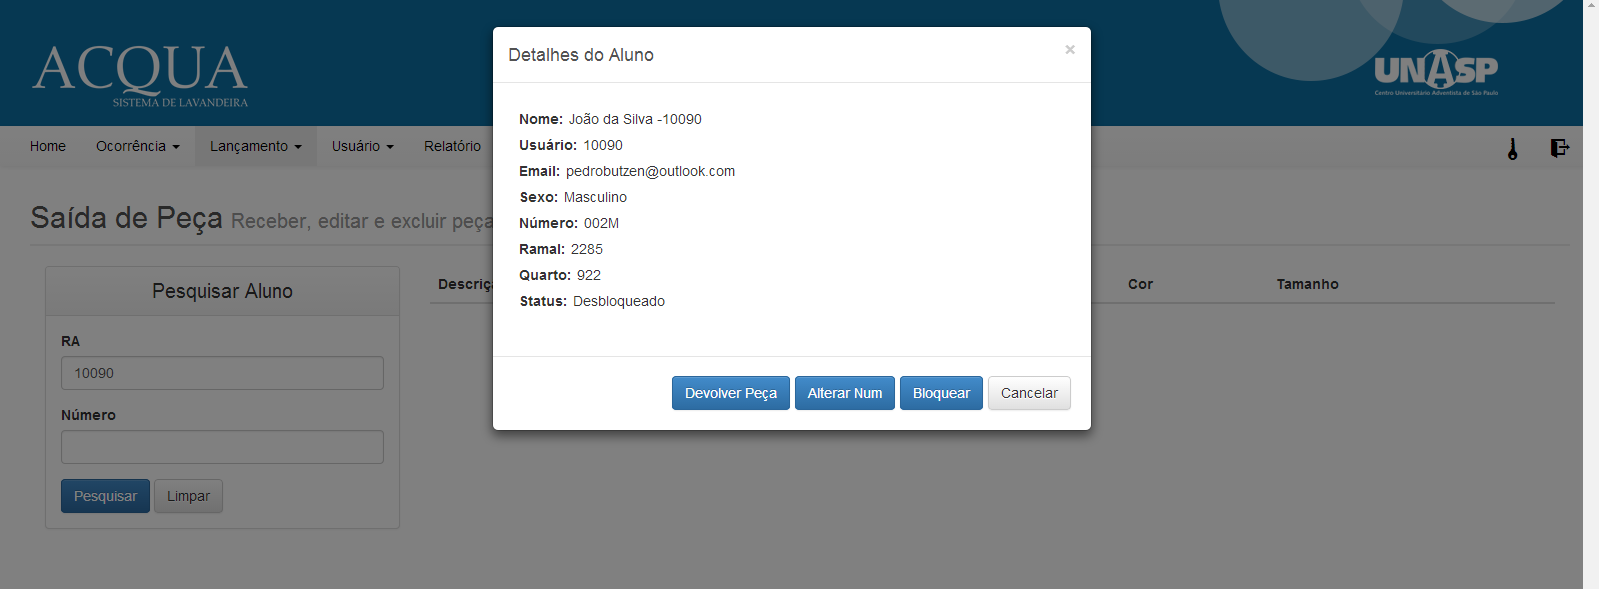 ACQUA
SISTEMA DE LAVANDEIRA
UNASP
Centro Universitário Adventista de São Paulo
Home Ocorrência Lançamento Usuário Relatório
Saída de Peça Receber, editar e excluir peça
Pesquisar Aluno
RA
10090
Número
Pesquisar Limpar
Cor Tamanho
Detalhes do Aluno ×
Nome: João da Silva -10090
Usuário: 10090
Email: pedrobutzen@outlook.com
Sexo: Masculino
Número: 002M
Ramal: 2285
Quarto: 922
Status: Desbloqueado
Devolver Peça Alterar Num Bloquear Cancelar